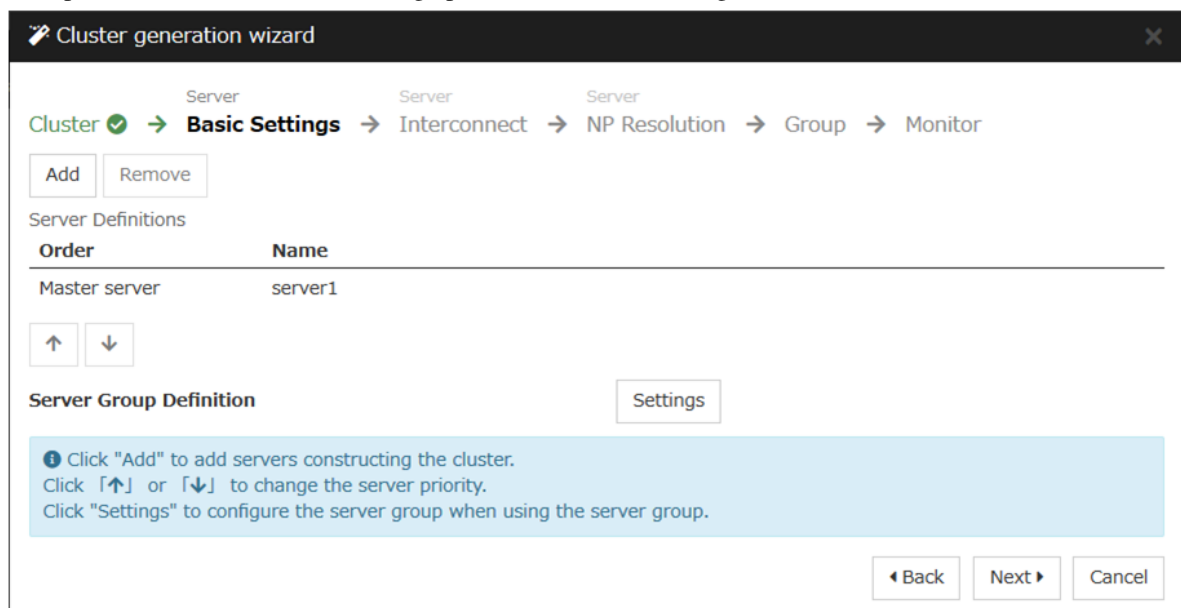 Cluster generation wizard
Server Server Server
Cluster → Basic Settings → Interconnect → NP Resolution → Group → Monitor
Add Remove
Server Definitions
Order Name
Master server server1
↑ ↓
Server Group Definition Settings
Click "Add" to add servers constructing the cluster.
Click 「↑」 or 「↓」 to change the server priority.
Click "Settings" to configure the server group when using the server group.
Back Next Cancel